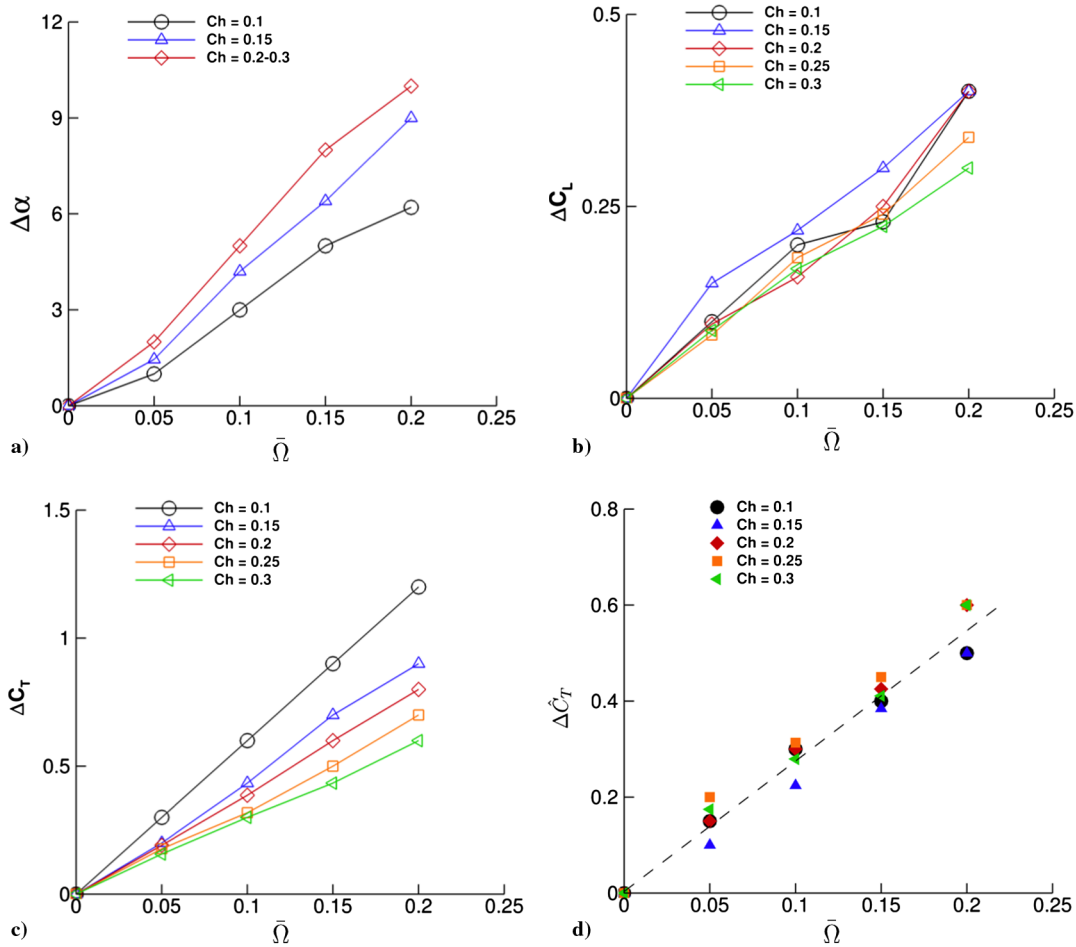 12
9
6
3
0
Δα
Ch = 0.1
Ch = 0.15
Ch = 0.2-0.3
0 0.05 0.1 0.15 0.2 0.25
Ω̄
a)
0.5
0.25
0
ΔC_L
Ch = 0.1
Ch = 0.15
Ch = 0.2
Ch = 0.25
Ch = 0.3
0 0.05 0.1 0.15 0.2 0.25
Ω̄
b)
1.5
1
0.5
0
ΔC_T
Ch = 0.1
Ch = 0.15
Ch = 0.2
Ch = 0.25
Ch = 0.3
0 0.05 0.1 0.15 0.2 0.25
Ω̄
c)
0.8
0.6
0.4
0.2
0
ΔĈ_T
Ch = 0.1
Ch = 0.15
Ch = 0.2
Ch = 0.25
Ch = 0.3
0 0.05 0.1 0.15 0.2 0.25
Ω̄
d)